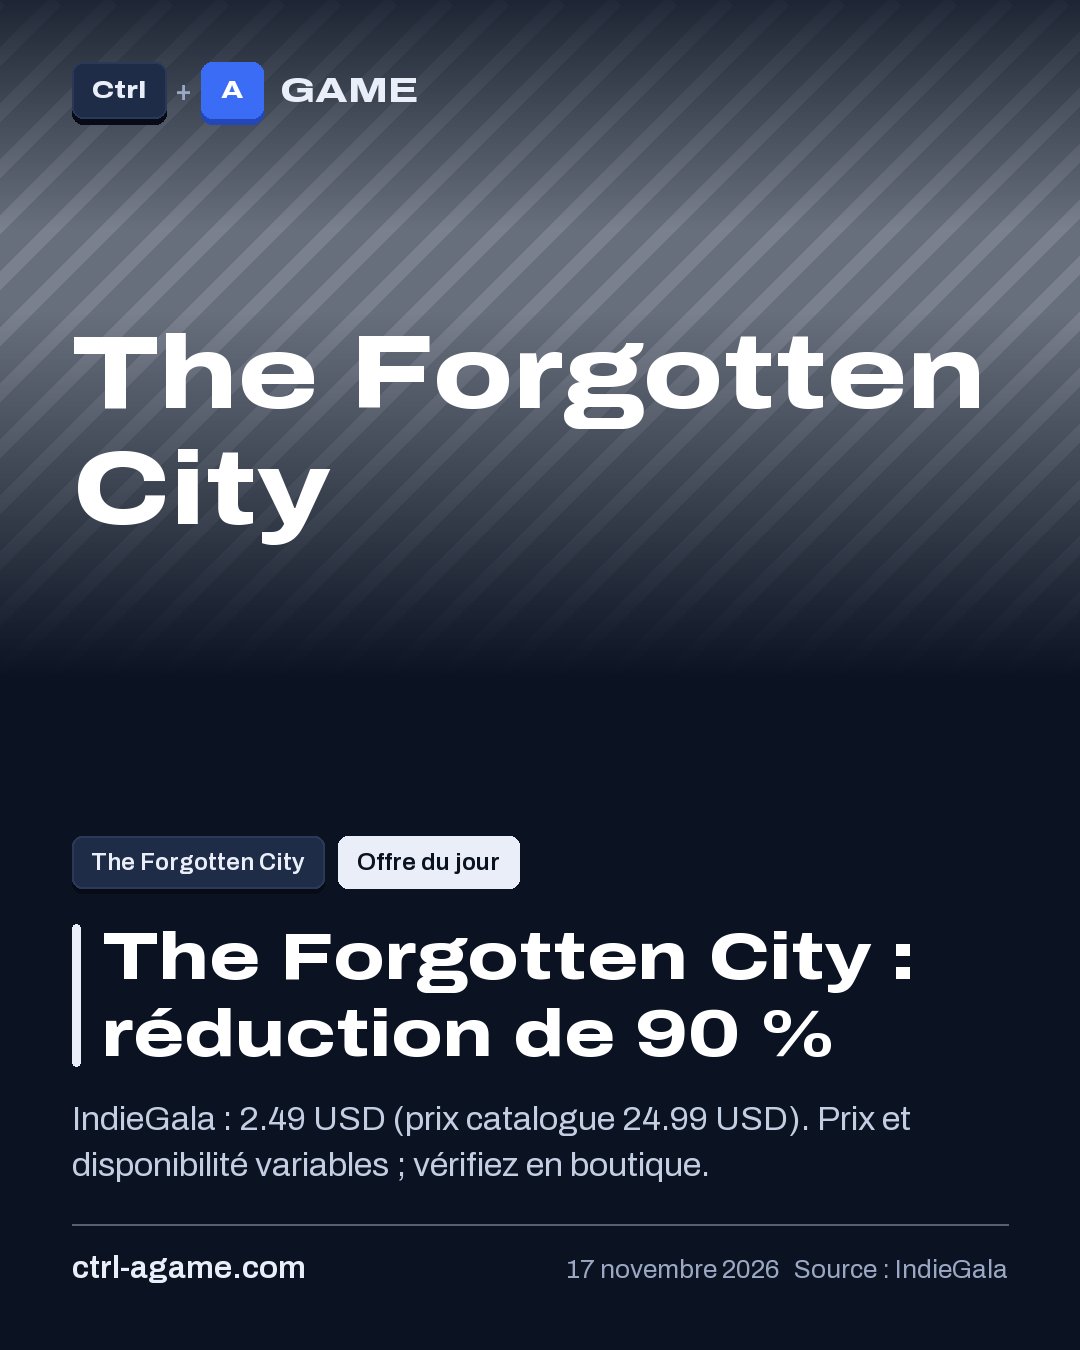 Ctrl + A GAME
The Forgotten
City
The Forgotten City Offre du jour
The Forgotten City :
réduction de 90 %
IndieGala : 2.49 USD (prix catalogue 24.99 USD). Prix et
disponibilité variables ; vérifiez en boutique.
ctrl-agame.com 17 novembre 2026 Source : IndieGala